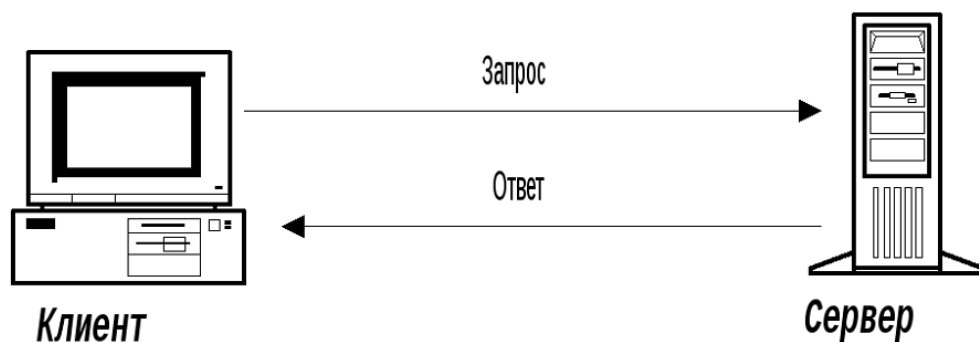 Запрос
Ответ
Клиент
Сервер